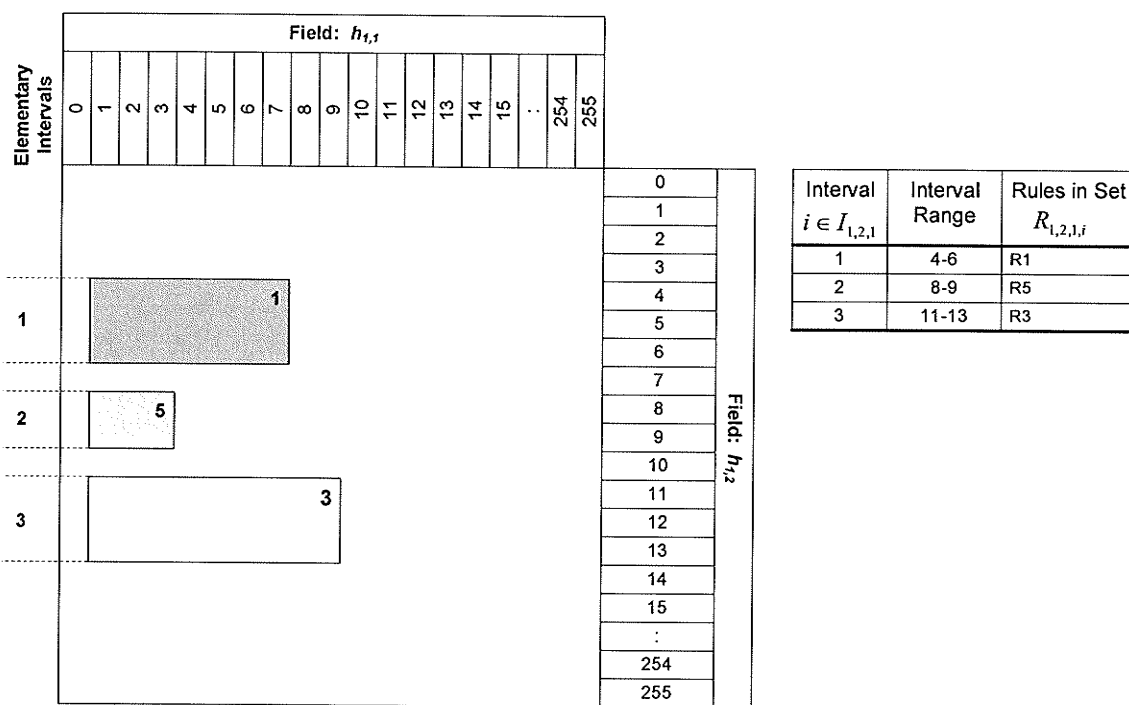 Field: h1,1
Elementary
Intervals
0 1 2 3 4 5 6 7 8 9 10 11 12 13 14 15 : 254 255
0
1
2
3
4
5
6
7
8
9
10
11
12
13
14
15
:
254
255
Field: h1,2
1
2
3
1
5
3
Interval Interval Rules in Set
i ∈ I1,2,1 Range R1,2,1,i
1 4-6 R1
2 8-9 R5
3 11-13 R3